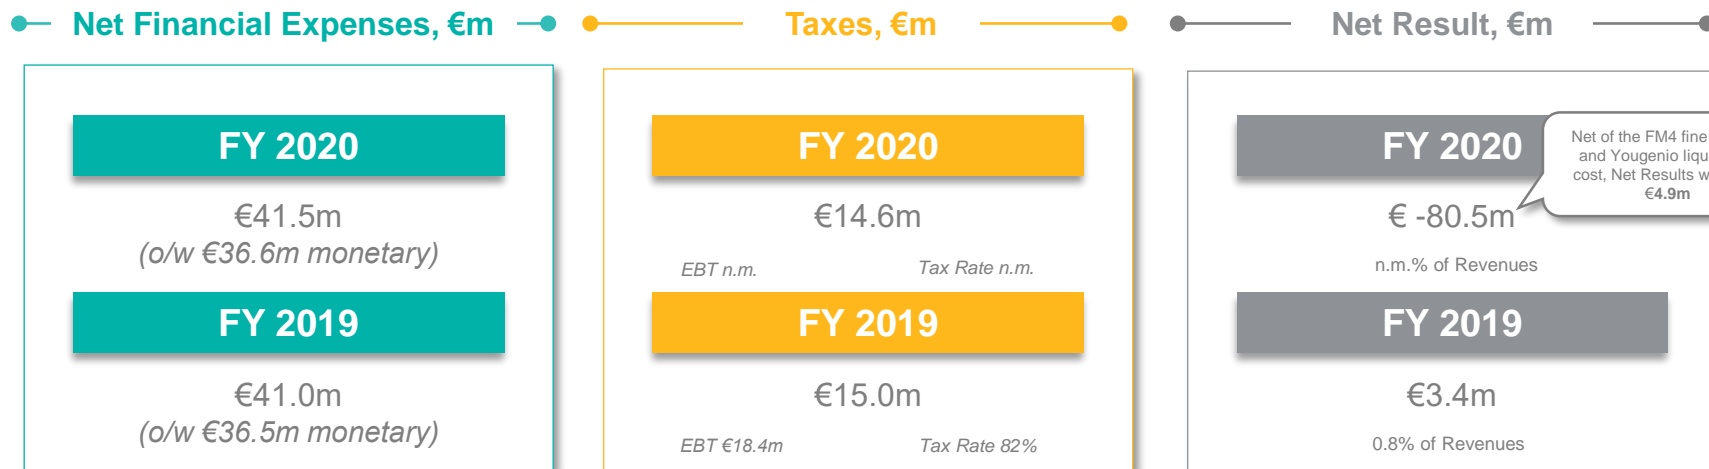 Net Financial Expenses, €m
FY 2020
€41.5m
(o/w €36.6m monetary)
FY 2019
€41.0m
(o/w €36.5m monetary)
Taxes, €m
FY 2020
€14.6m
EBT n.m. Tax Rate n.m.
FY 2019
€15.0m
EBT €18.4m Tax Rate 82%
Net Result, €m
FY 2020
Net of the FM4 fine
and Yougenio
cost, Net Results
€4.9m
€ -80.5m
n.m.% of Revenues
FY 2019
€3.4m
0.8% of Revenues